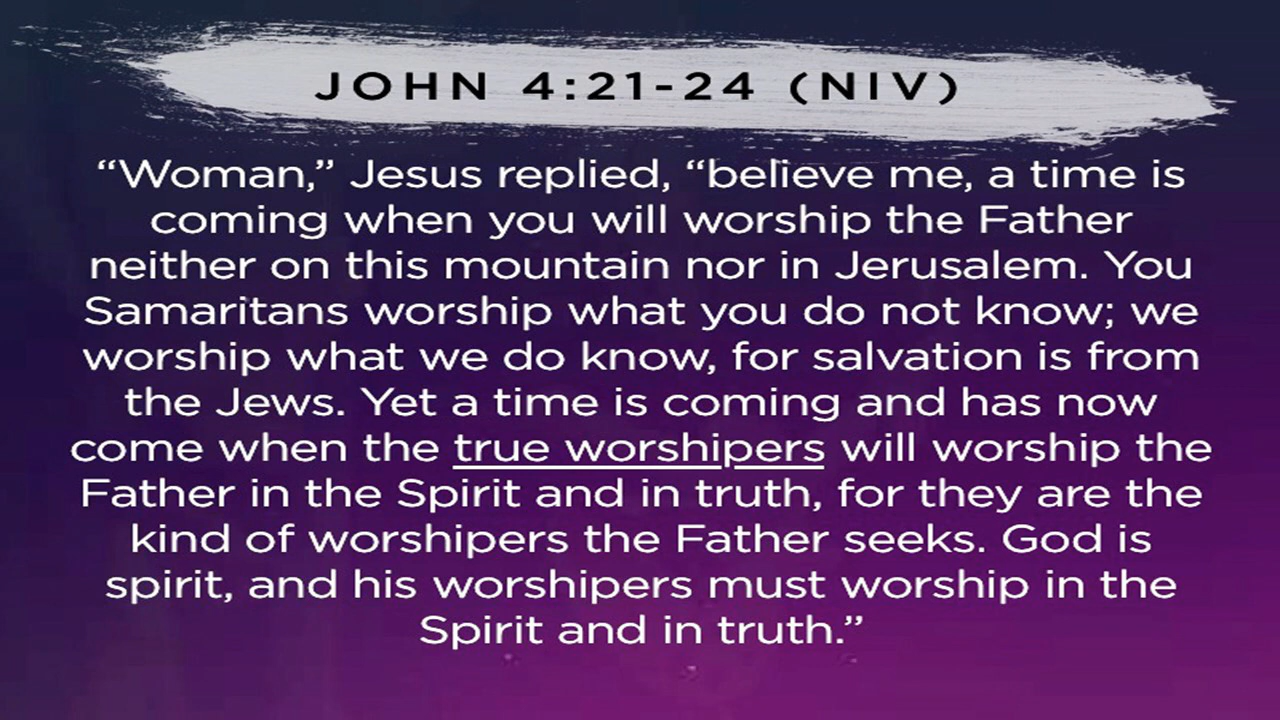 JOHN 4:21-24 (NIV)
“Woman,” Jesus replied, “believe me, a time is
coming when you will worship the Father
neither on this mountain nor in Jerusalem. You
Samaritans worship what you do not know; we
worship what we do know, for salvation is from
the Jews. Yet a time is coming and has now
come when the true worshipers will worship the
Father in the Spirit and in truth, for they are the
kind of worshipers the Father seeks. God is
spirit, and his worshipers must worship in the
Spirit and in truth.”